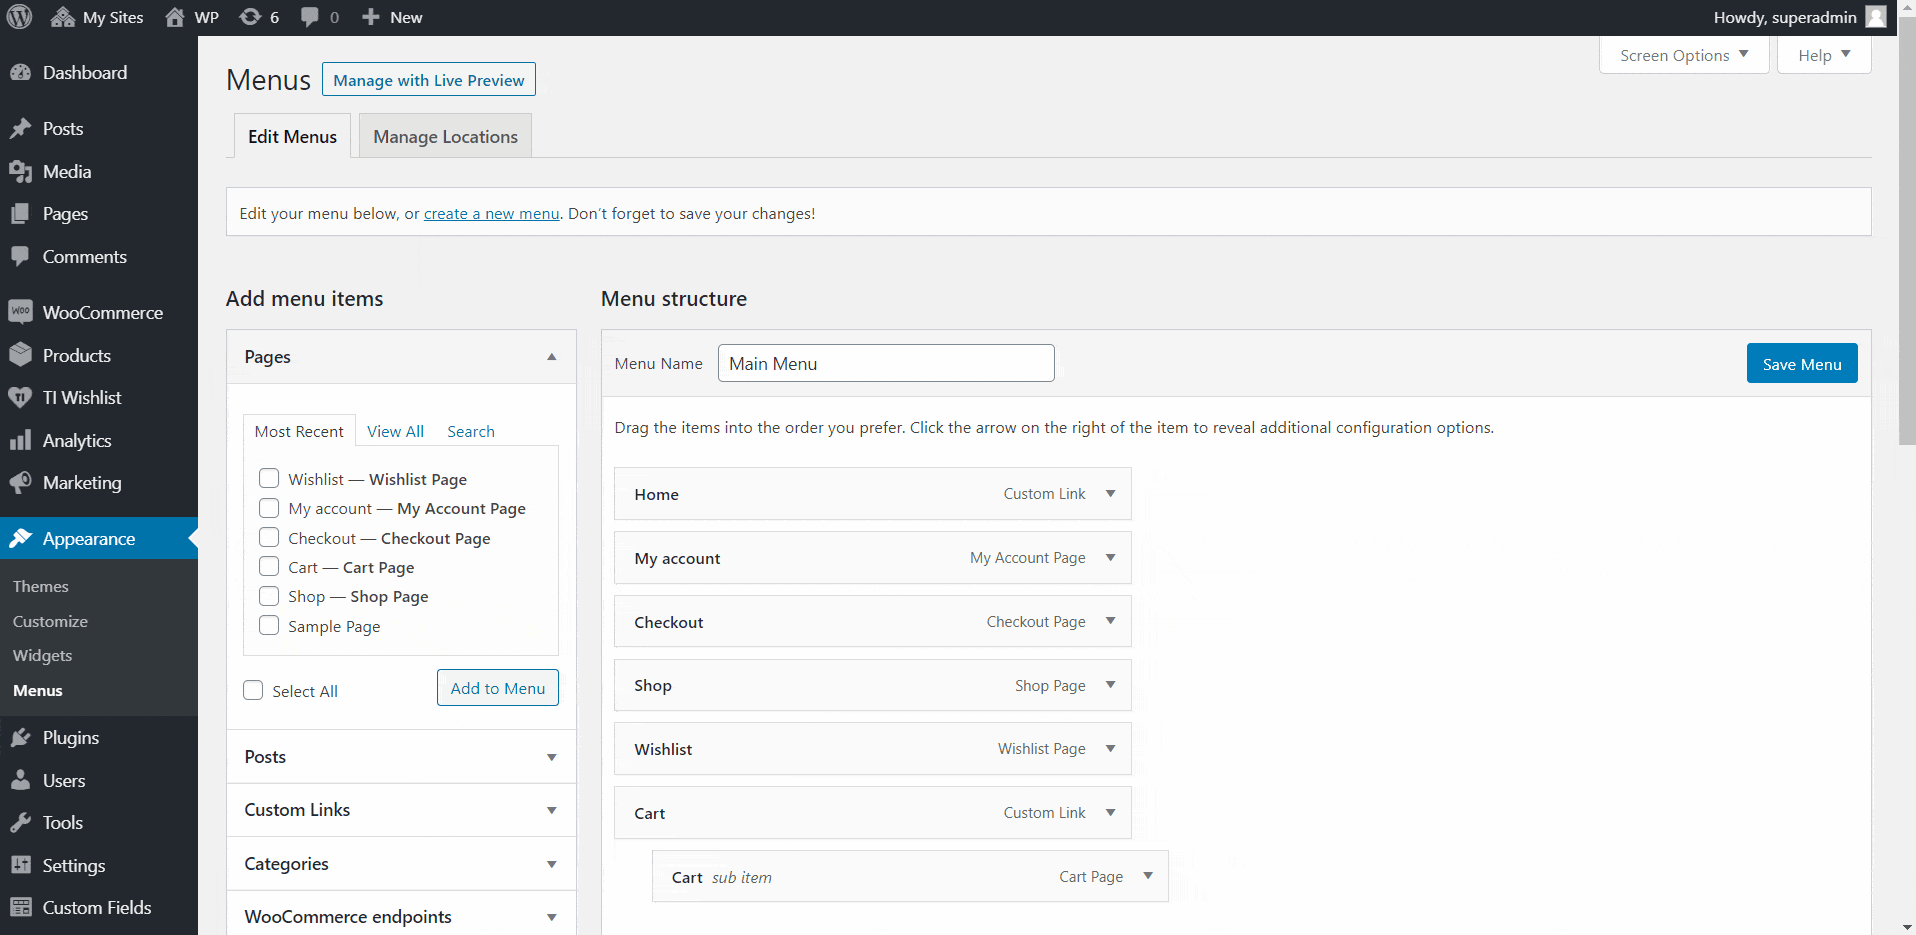 My Sites WP 6 0 New Howdy, superadmin
Dashboard
Posts
Media
Pages
Comments
WOO WooCommerce
Products
TI TI Wishlist
Analytics
Marketing
Appearance
Themes
Customize
Widgets
Menus
Plugins
Users
Tools
Settings
Custom Fields
Screen Options Help
Menus Manage with Live Preview
Edit Menus Manage Locations
Edit your menu below, or create a new menu. Don’t forget to save your changes!
Add menu items
Pages
Most Recent View All Search
Wishlist — Wishlist Page
My account — My Account Page
Checkout — Checkout Page
Cart — Cart Page
Shop — Shop Page
Sample Page
Select All Add to Menu
Posts
Custom Links
Categories
WooCommerce endpoints
Menu structure
Menu Name Main Menu Save Menu
Drag the items into the order you prefer. Click the arrow on the right of the item to reveal additional configuration options.
Home Custom Link
My account My Account Page
Checkout Checkout Page
Shop Shop Page
Wishlist Wishlist Page
Cart Custom Link
Cart sub item Cart Page